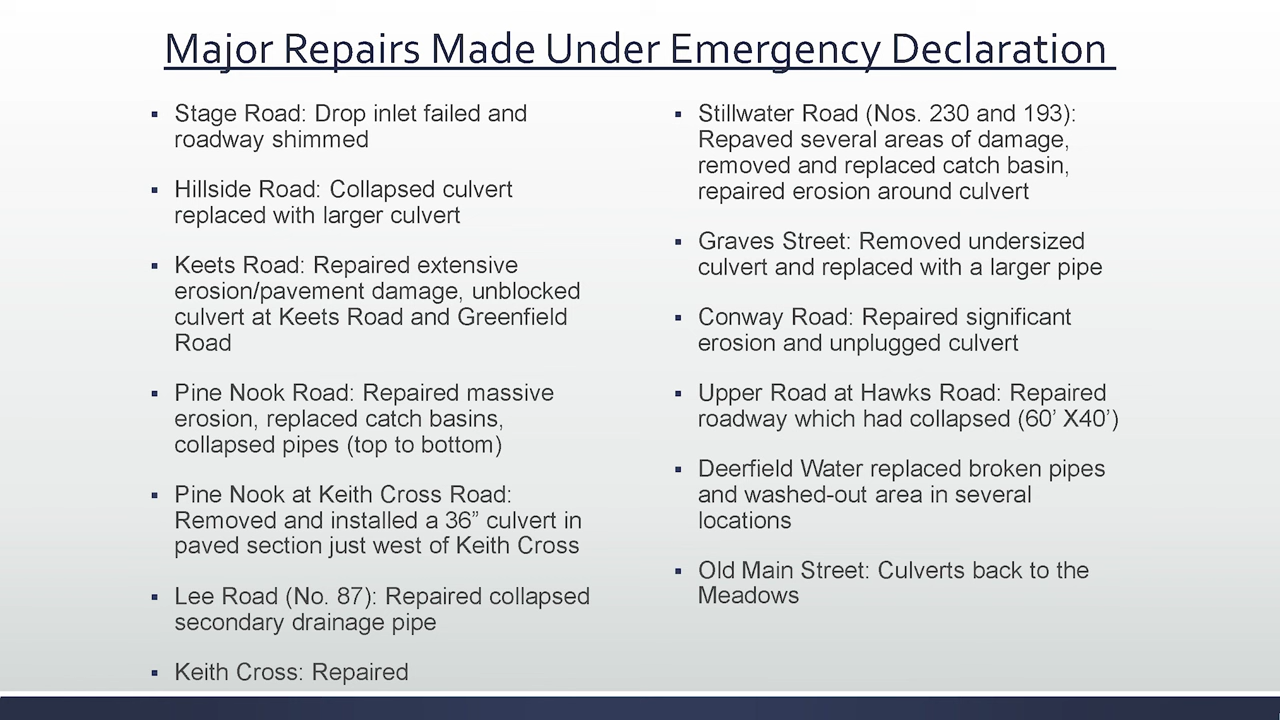 Major Repairs Made Under Emergency Declaration
▪ Stage Road: Drop inlet failed and
roadway shimmed
▪ Hillside Road: Collapsed culvert
replaced with larger culvert
▪ Keets Road: Repaired extensive
erosion/pavement damage, unblocked
culvert at Keets Road and Greenfield
Road
▪ Pine Nook Road: Repaired massive
erosion, replaced catch basins,
collapsed pipes (top to bottom)
▪ Pine Nook at Keith Cross Road:
Removed and installed a 36” culvert in
paved section just west of Keith Cross
▪ Lee Road (No. 87): Repaired collapsed
secondary drainage pipe
▪ Keith Cross: Repaired
▪ Stillwater Road (Nos. 230 and 193):
Repaved several areas of damage,
removed and replaced catch basin,
repaired erosion around culvert
▪ Graves Street: Removed undersized
culvert and replaced with a larger pipe
▪ Conway Road: Repaired significant
erosion and unplugged culvert
▪ Upper Road at Hawks Road: Repaired
roadway which had collapsed (60’ X40’)
▪ Deerfield Water replaced broken pipes
and washed-out area in several
locations
▪ Old Main Street: Culverts back to the
Meadows